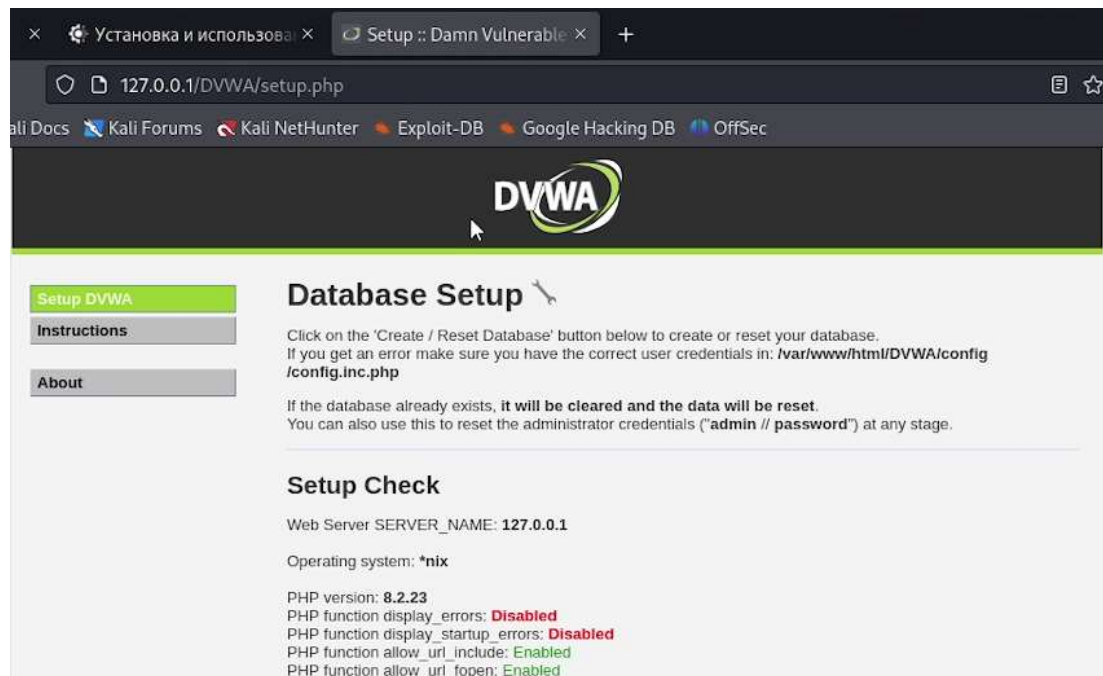 Установка и использова
Setup :: Damn Vulnerable
127.0.0.1/DVWA/setup.php
ali Docs Kali Forums Kali NetHunter Exploit-DB Google Hacking DB OffSec
DVWA
Setup DVWA
Instructions
About
Database Setup
Click on the 'Create / Reset Database' button below to create or reset your database.
If you get an error make sure you have the correct user credentials in: /var/www/html/DVWA/config
/config.inc.php
If the database already exists, it will be cleared and the data will be reset.
You can also use this to reset the administrator credentials ("admin // password") at any stage.
Setup Check
Web Server SERVER_NAME: 127.0.0.1
Operating system: *nix
PHP version: 8.2.23
PHP function display_errors: Disabled
PHP function display_startup_errors: Disabled
PHP function allow_url_include: Enabled
PHP function allow_url_fopen: Enabled